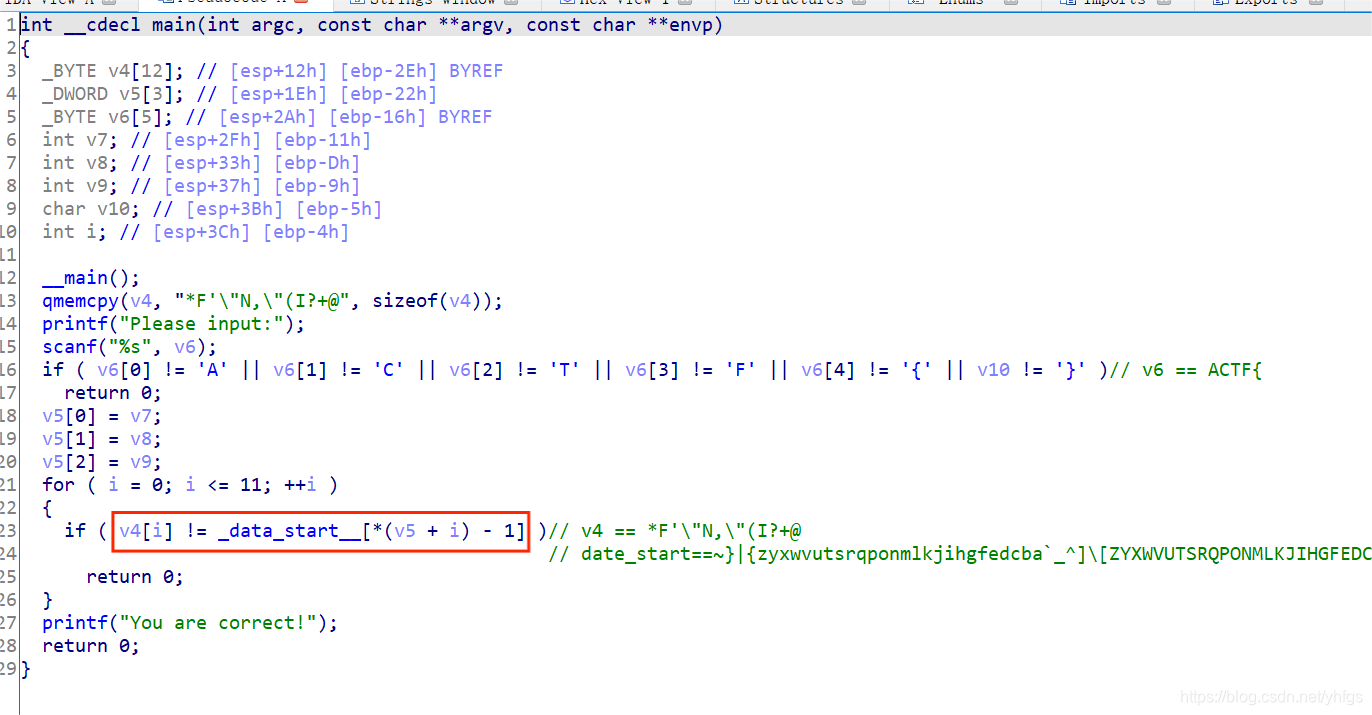 IDA View-A Pseudocode-A Strings window Hex View-1 Structures Enums Imports Exports
1 int __cdecl main(int argc, const char **argv, const char **envp)
2 {
3 _BYTE v4[12]; // [esp+12h] [ebp-2Eh] BYREF
4 _DWORD v5[3]; // [esp+1Eh] [ebp-22h]
5 _BYTE v6[5]; // [esp+2Ah] [ebp-16h] BYREF
6 int v7; // [esp+2Fh] [ebp-11h]
7 int v8; // [esp+33h] [ebp-Dh]
8 int v9; // [esp+37h] [ebp-9h]
9 char v10; // [esp+3Bh] [ebp-5h]
10 int i; // [esp+3Ch] [ebp-4h]
11
12 __main();
13 qmemcpy(v4, "*F'\"N,\"(I?+@", sizeof(v4));
14 printf("Please input:");
15 scanf("%s", v6);
16 if ( v6[0] != 'A' || v6[1] != 'C' || v6[2] != 'T' || v6[3] != 'F' || v6[4] != '{' || v10 != '}' )// v6 == ACTF{
17 return 0;
18 v5[0] = v7;
19 v5[1] = v8;
20 v5[2] = v9;
21 for ( i = 0; i <= 11; ++i )
22 {
23 if ( v4[i] != _data_start__[*(v5 + i) - 1] )// v4 == *F'\"N,\"(I?+@
24 // date_start==~}|{zyxwvutsrqponmlkjihgfedcba`_^]\[ZYXWVUTSRQPONMLKJIHGFEDC
25 return 0;
26 }
27 printf("You are correct!");
28 return 0;
29 }
https://blog.csdn.net/yhfgs